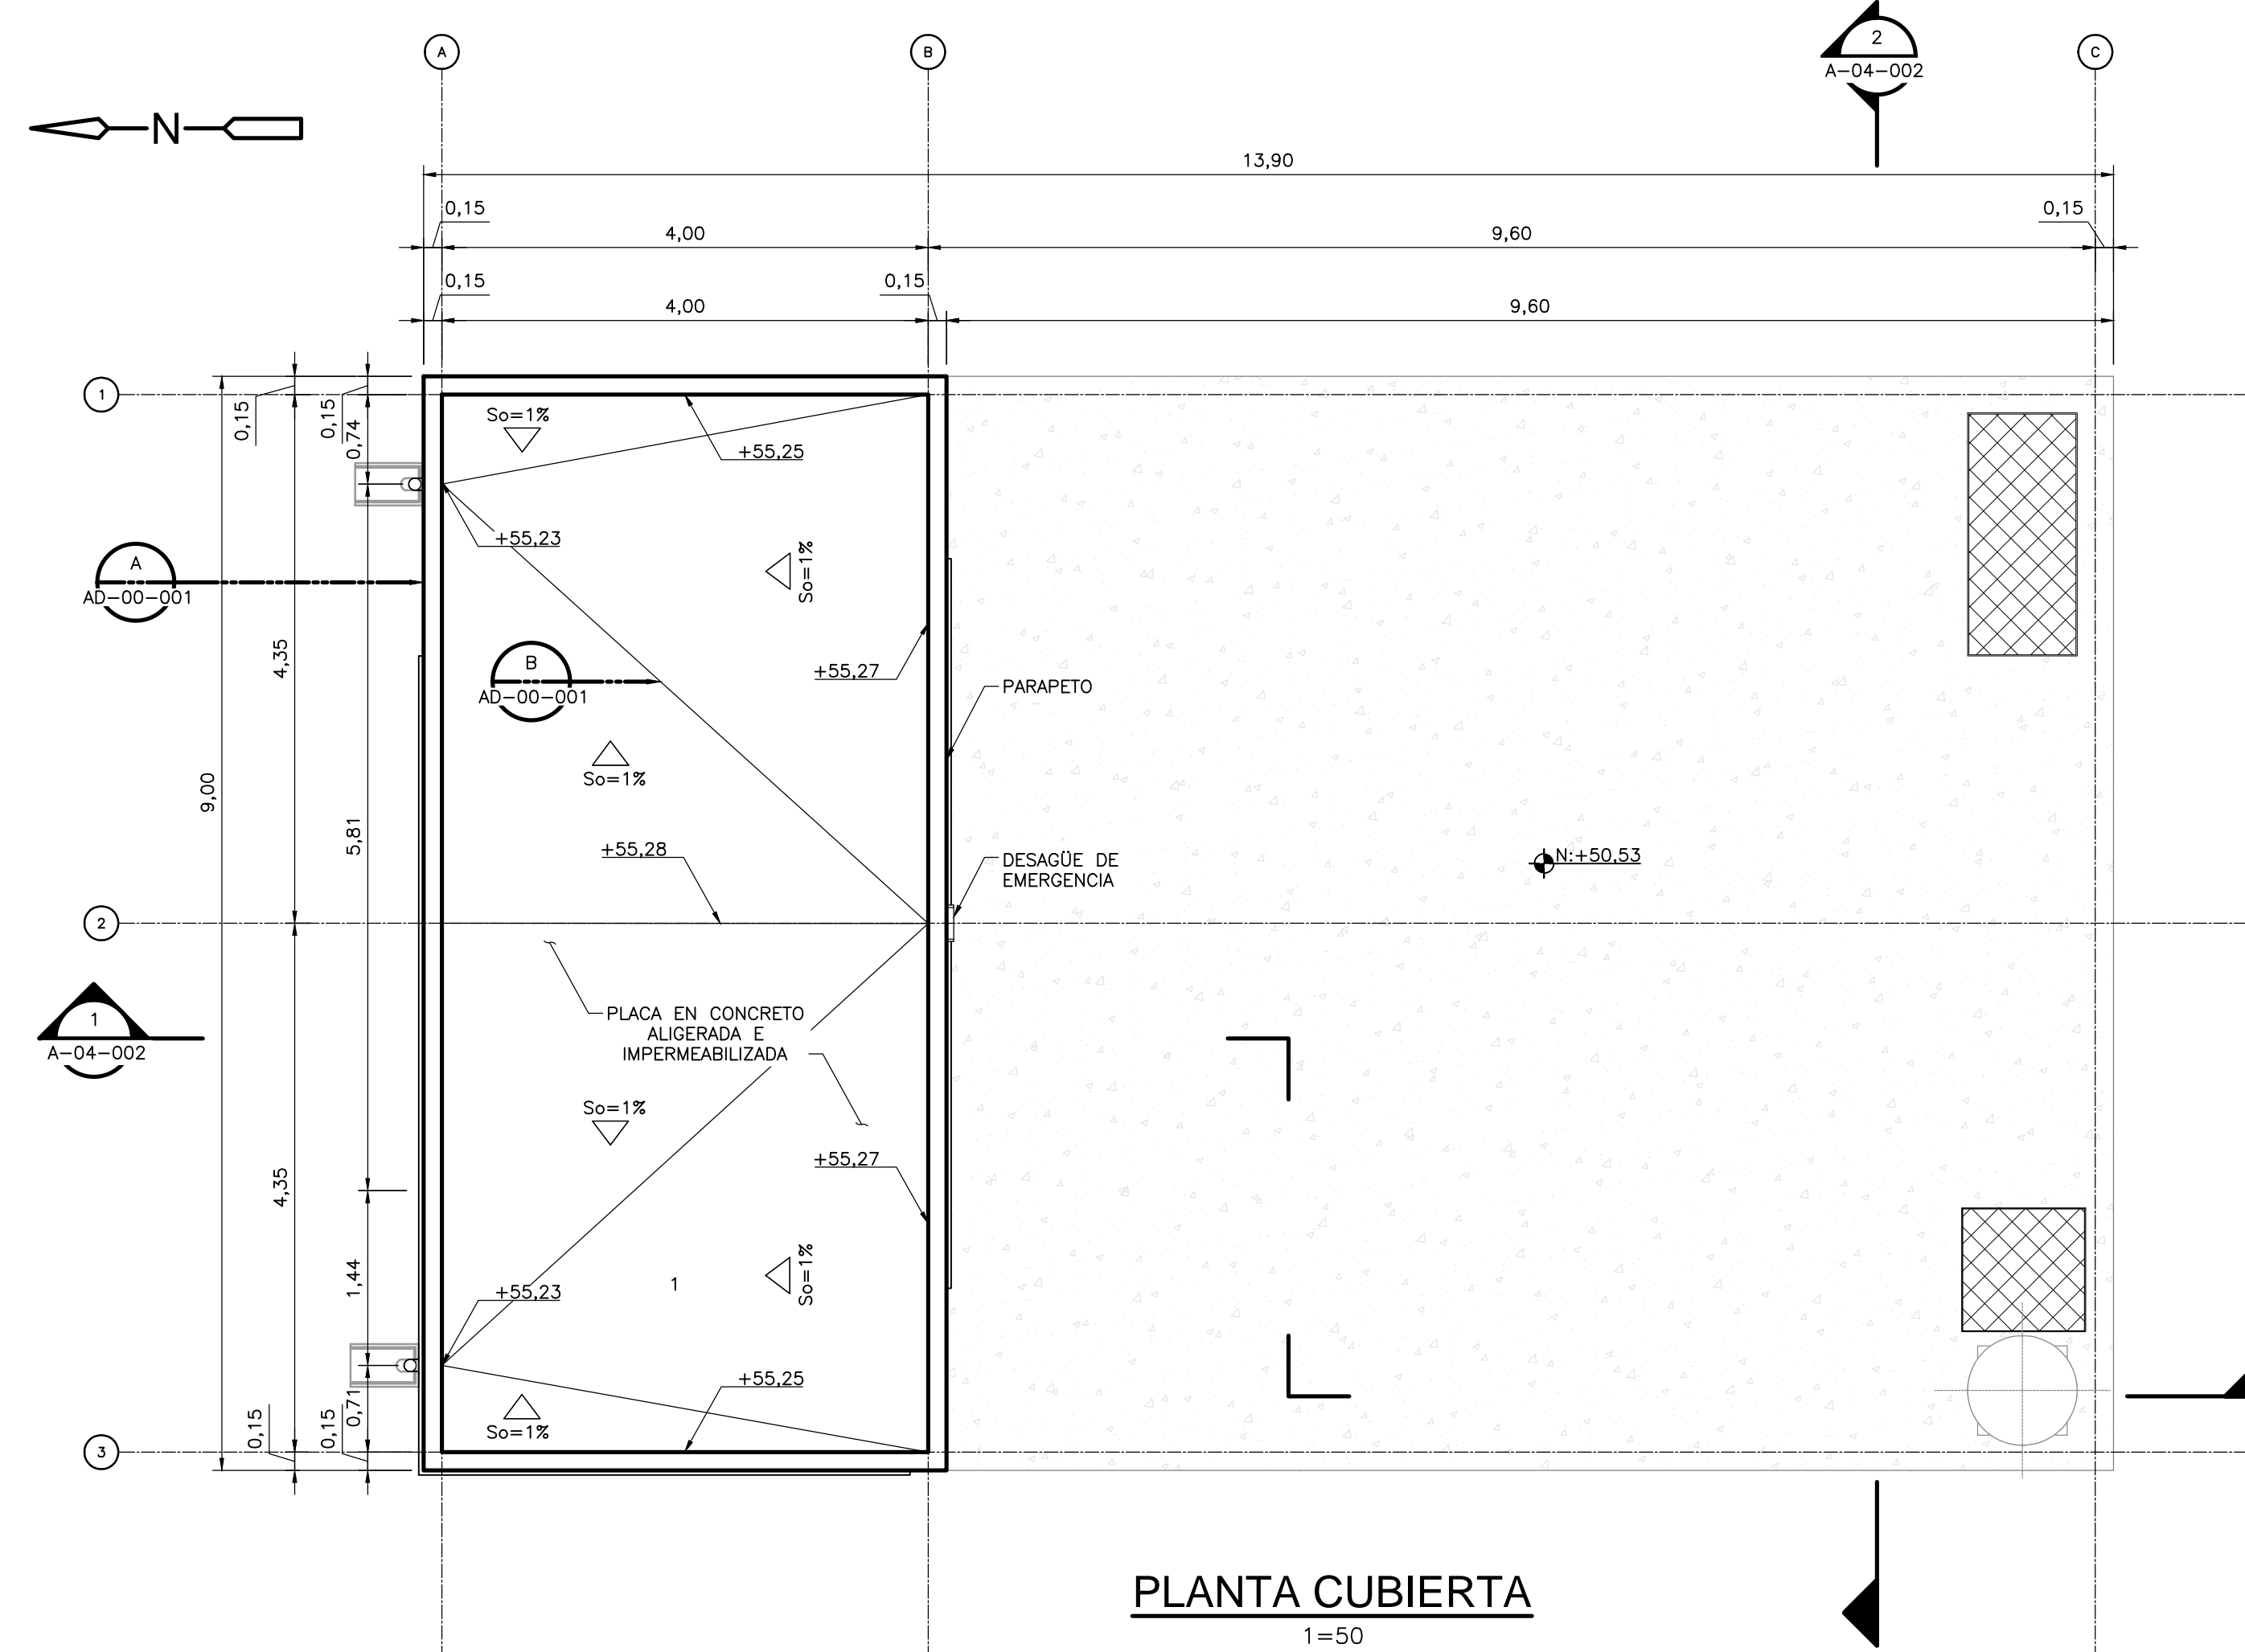 A
B
2
C
A-04-002
N
13,90
0,15
0,15
4,00
9,60
0,15
0,15
4,00
9,60
1
0,15
0,15
0,74
So=1%
+55,25
+55,23
So=1%
A
AD-00-001
4,35
B
AD-00-001
+55,27
PARAPETO
So=1%
9,00
5,81
+55,28
DESAGÜE DE
EMERGENCIA
N:+50,53
2
PLACA EN CONCRETO
ALIGERADA E
IMPERMEABILIZADA
1
A-04-002
So=1%
+55,27
4,35
1,44
So=1%
+55,23
1
+55,25
0,71
0,15
0,15
So=1%
3
PLANTA CUBIERTA
1=50